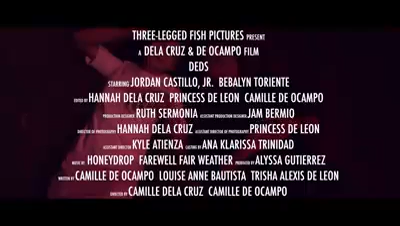 THREE-LEGGED FISH PICTURES PRESENT
A DELA CRUZ & DE OCAMPO FILM
DEDS
STARRING JORDAN CASTILLO, JR. BEBALYN TORIENTE
EDITED BY HANNAH DELA CRUZ PRINCESS DE LEON CAMILLE DE OCAMPO
PRODUCTION DESIGNER RUTH SERMONIA ASSISTANT PRODUCTION DESIGNER JAM BERMIO
DIRECTOR OF PHOTOGRAPHY HANNAH DELA CRUZ ASSISTANT DIRECTOR OF PHOTOGRAPHY PRINCESS DE LEON
ASSISTANT DIRECTOR KYLE ATIENZA CASTING BY ANA KLARISSA TRINIDAD
MUSIC BY HONEYDROP FAREWELL FAIR WEATHER PRODUCED BY ALYSSA GUTIERREZ
WRITTEN BY CAMILLE DE OCAMPO LOUISE ANNE BAUTISTA TRISHA ALEXIS DE LEON
DIRECTED BY CAMILLE DELA CRUZ CAMILLE DE OCAMPO